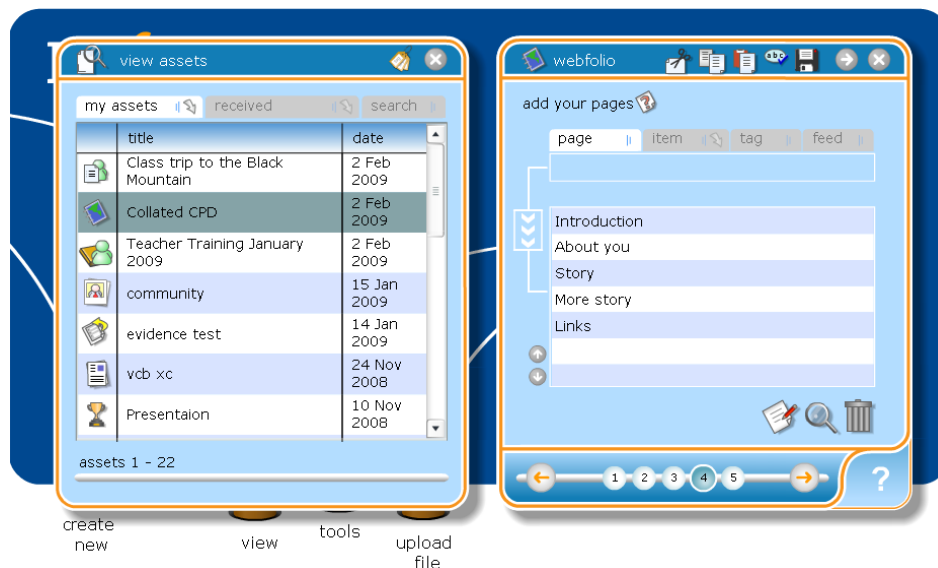 view assets
my assets received search
title date
Class trip to the Black 2 Feb
Mountain 2009
Collated CPD 2 Feb
2009
Teacher Training January 2 Feb
2009 2009
community 15 Jan
2009
evidence test 14 Jan
2009
vcb xc 24 Nov
2008
Presentaion 10 Nov
2008
assets 1 - 22
webfolio
abc
add your pages ?
page item tag feed
Introduction
About you
Story
More story
Links
1 2 3 4 5
?
create
new
view
tools
upload
file